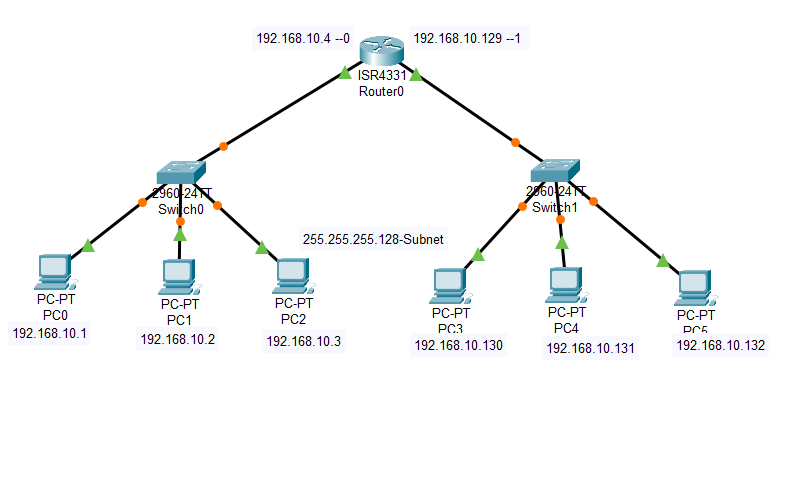 192.168.10.4 --0
192.168.10.129 --1
ISR4331
Router0
2960-24TT
Switch0
2960-24TT
Switch1
255.255.255.128-Subnet
PC-PT
PC0
192.168.10.1
PC-PT
PC1
192.168.10.2
PC-PT
PC2
192.168.10.3
PC-PT
PC3
192.168.10.130
PC-PT
PC4
192.168.10.131
PC-PT
PC5
192.168.10.132